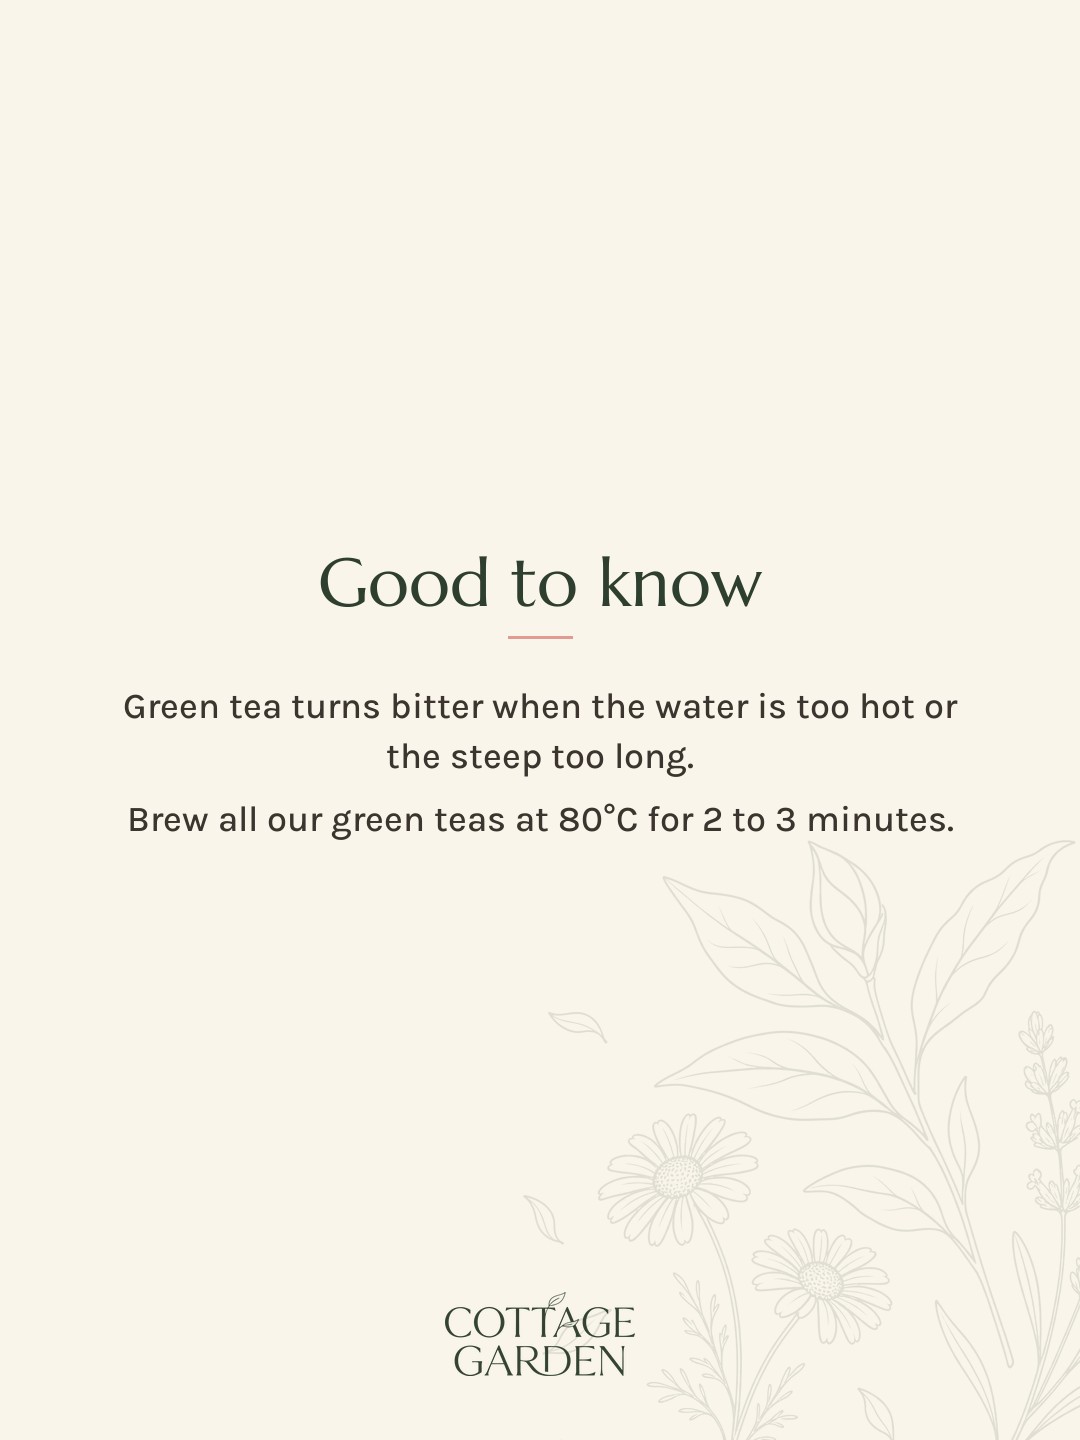 Good to know
Green tea turns bitter when the water is too hot or
the steep too long.
Brew all our green teas at 80°C for 2 to 3 minutes.
COTTAGE
GARDEN